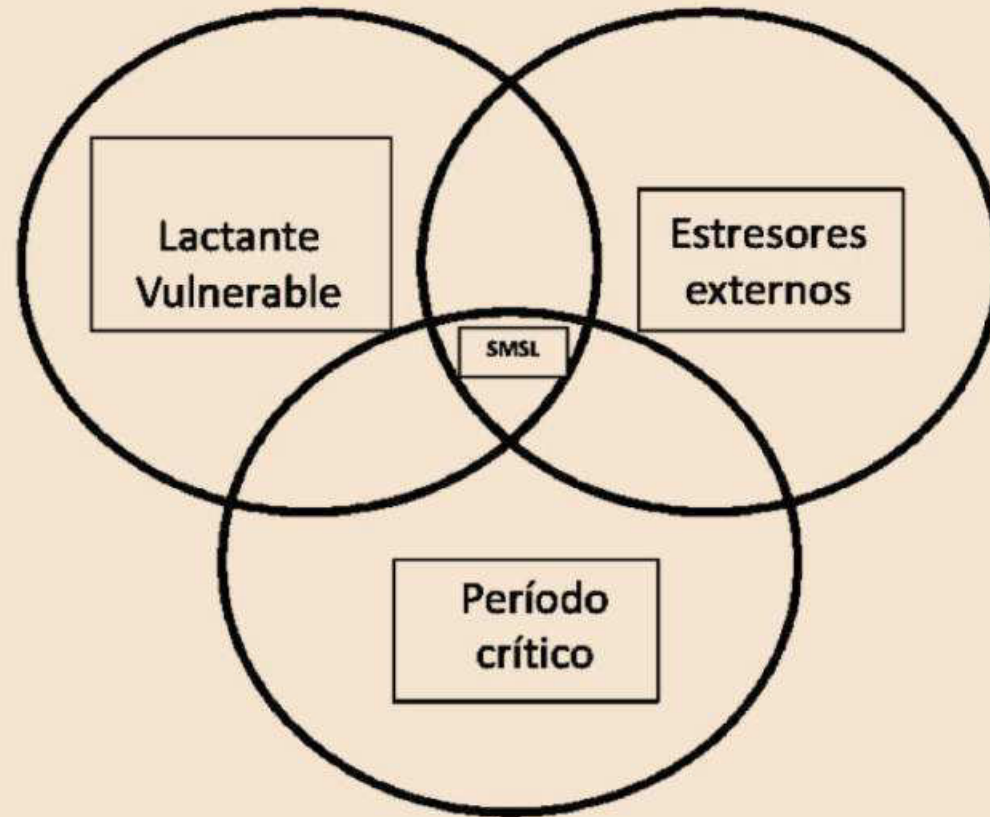 Lactante
Vulnerable
Estresores
externos
SMSL
Período
crítico